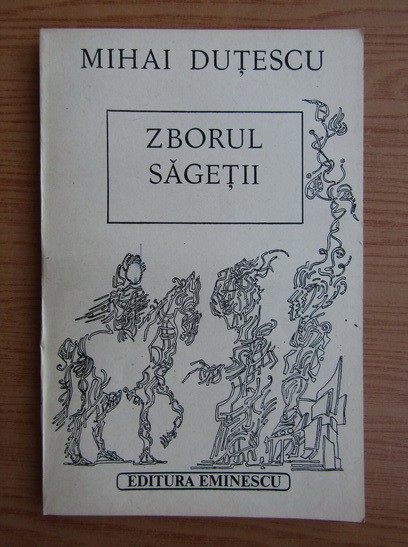 MIHAI DUȚESCU
ZBORUL
SĂGEȚII
EDITURA EMINESCU